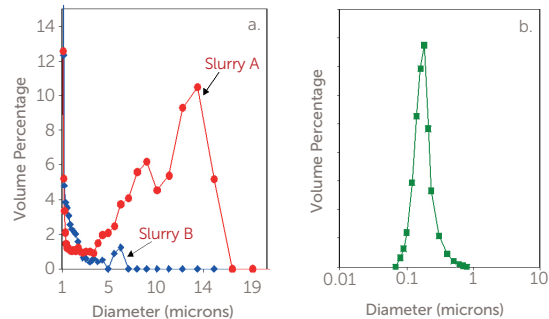 a.
Volume Percentage
14
12
10
8
6
4
2
0
Slurry A
Slurry B
1 5 10 14 19
Diameter (microns)
b.
Volume Percentage
0.01 0.1 1 10
Diameter (microns)